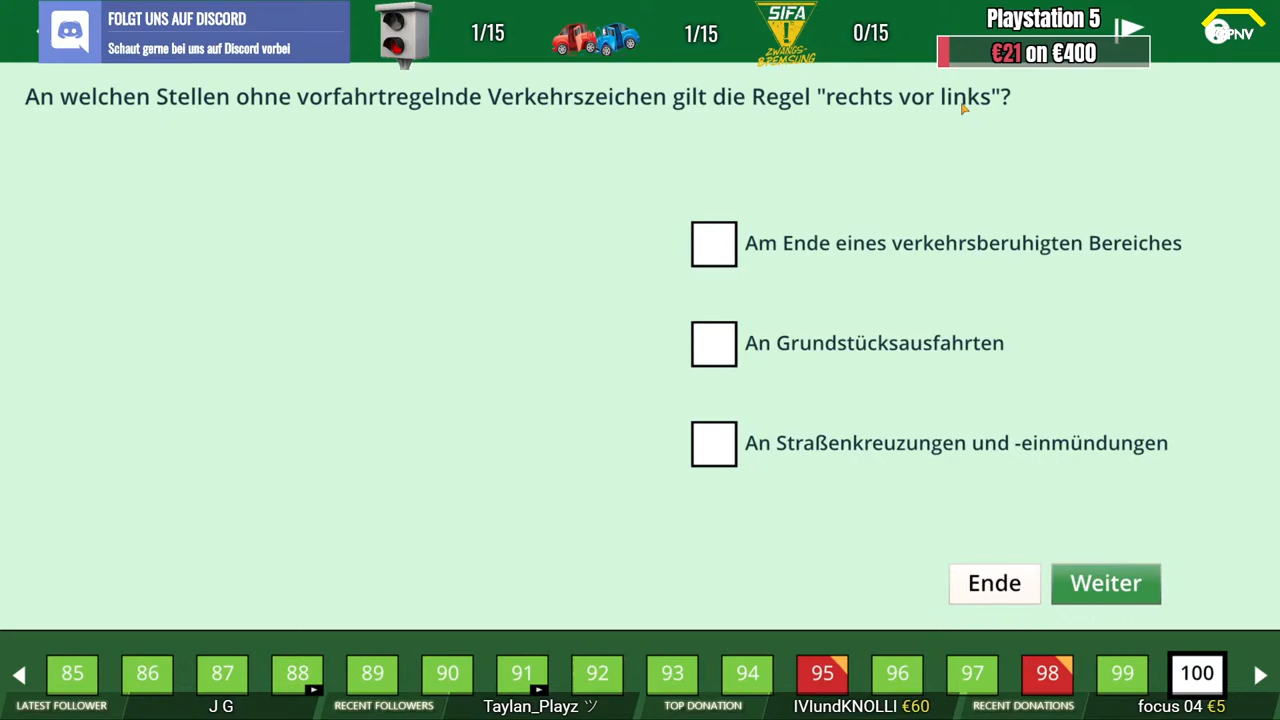 FOLGT UNS AUF DISCORD
Schaut gerne bei uns auf Discord vorbei
1/15
1/15
SIFA
ZWANGS-
BREMSUNG
0/15
Playstation 5
€21 on €400
ÖPNV
An welchen Stellen ohne vorfahrtregelnde Verkehrszeichen gilt die Regel "rechts vor links"?
Am Ende eines verkehrsberuhigten Bereiches
An Grundstücksausfahrten
An Straßenkreuzungen und -einmündungen
Ende Weiter
85 86 87 88 89 90 91 92 93 94 95 96 97 98 99 100
LATEST FOLLOWER J G RECENT FOLLOWERS Taylan_Playz ツ TOP DONATION IVIundKNOLLI €60 RECENT DONATIONS focus 04 €5